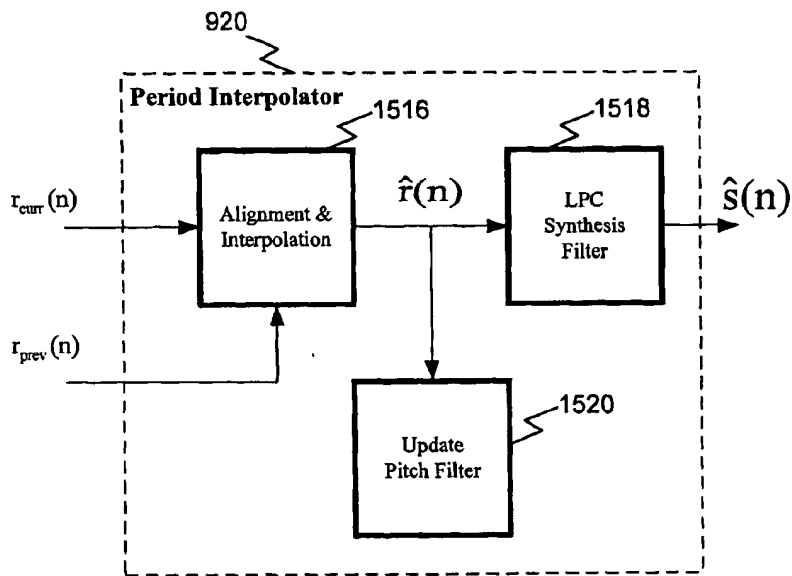 920
Period Interpolator
1516
1518
r_curr(n)
Alignment &
Interpolation
r̂(n)
LPC
Synthesis
Filter
ŝ(n)
r_prev(n)
1520
Update
Pitch Filter